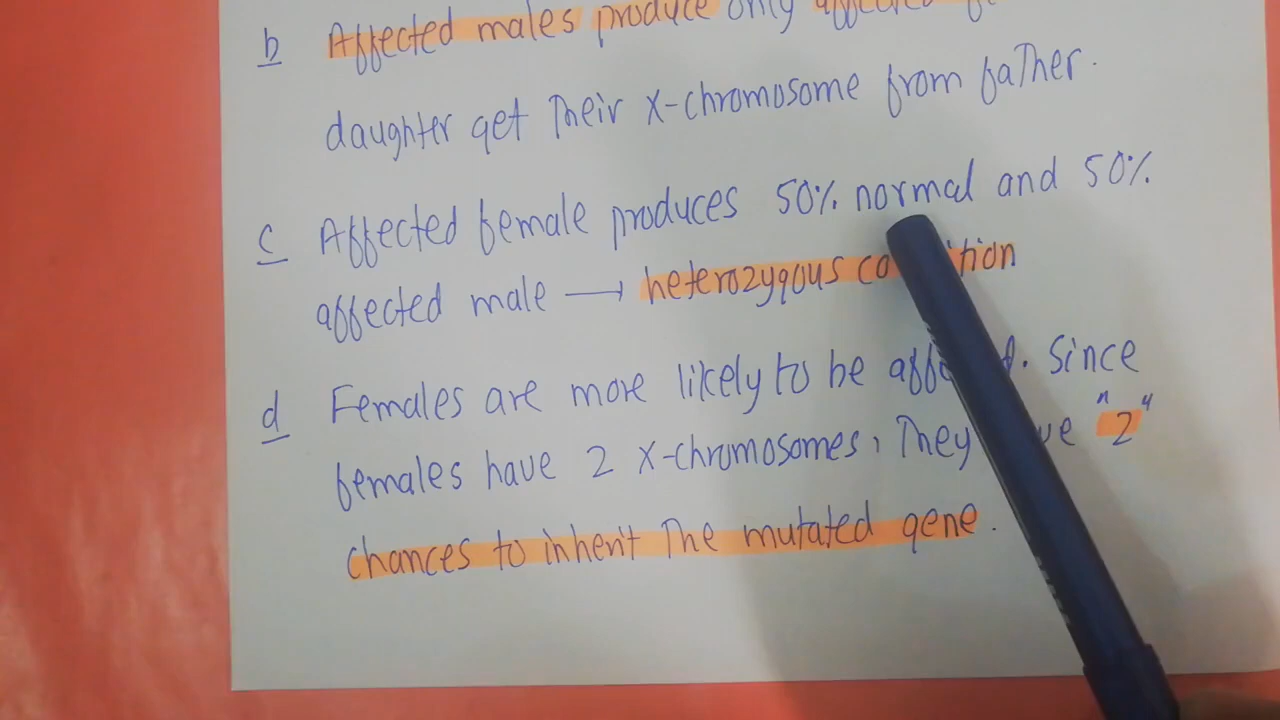 b Affected males produce only affected
daughter get their X-chromosome from father.
c Affected female produces 50% normal and 50%
affected male → heterozygous
d Females are more likely to be Since
females have 2 X-chromosomes, They "2"
chances to inherit the mutated gene.